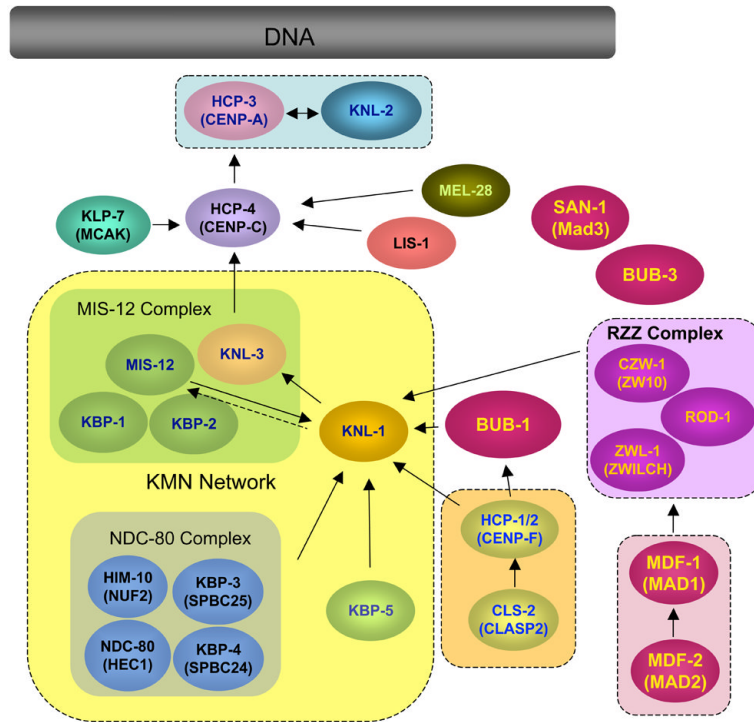 DNA
HCP-3
(CENP-A)
KNL-2
MEL-28
KLP-7
(MCAK)
HCP-4
(CENP-C)
LIS-1
SAN-1
(Mad3)
BUB-3
MIS-12 Complex
MIS-12
KNL-3
KBP-1
KBP-2
KNL-1
BUB-1
RZZ Complex
CZW-1
(ZW10)
ROD-1
ZWL-1
(ZWILCH)
KMN Network
NDC-80 Complex
HIM-10
(NUF2)
KBP-3
(SPBC25)
NDC-80
(HEC1)
KBP-4
(SPBC24)
KBP-5
HCP-1/2
(CENP-F)
CLS-2
(CLASP2)
MDF-1
(MAD1)
MDF-2
(MAD2)